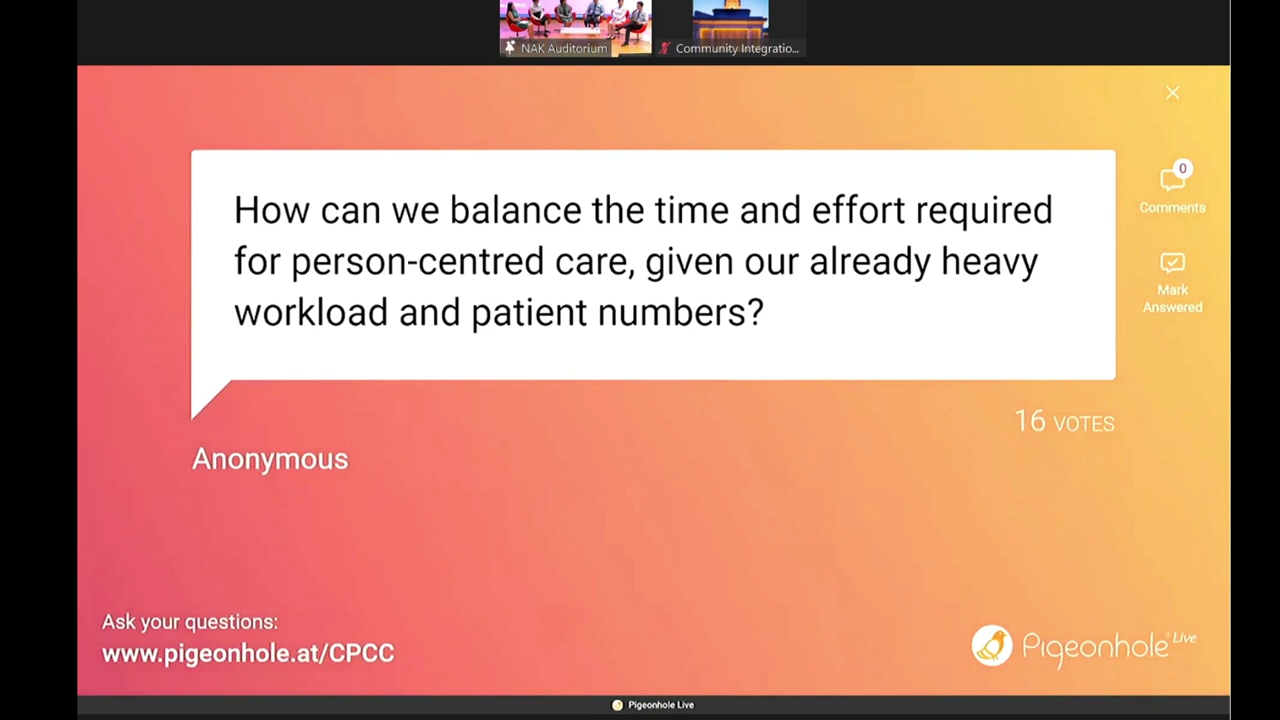 NAK Auditorium
Community Integratio...
0
Comments
How can we balance the time and effort required
for person-centred care, given our already heavy
workload and patient numbers?
Mark
Answered
16 VOTES
Anonymous
Ask your questions:
www.pigeonhole.at/CPCC
Pigeonhole Live
Pigeonhole Live